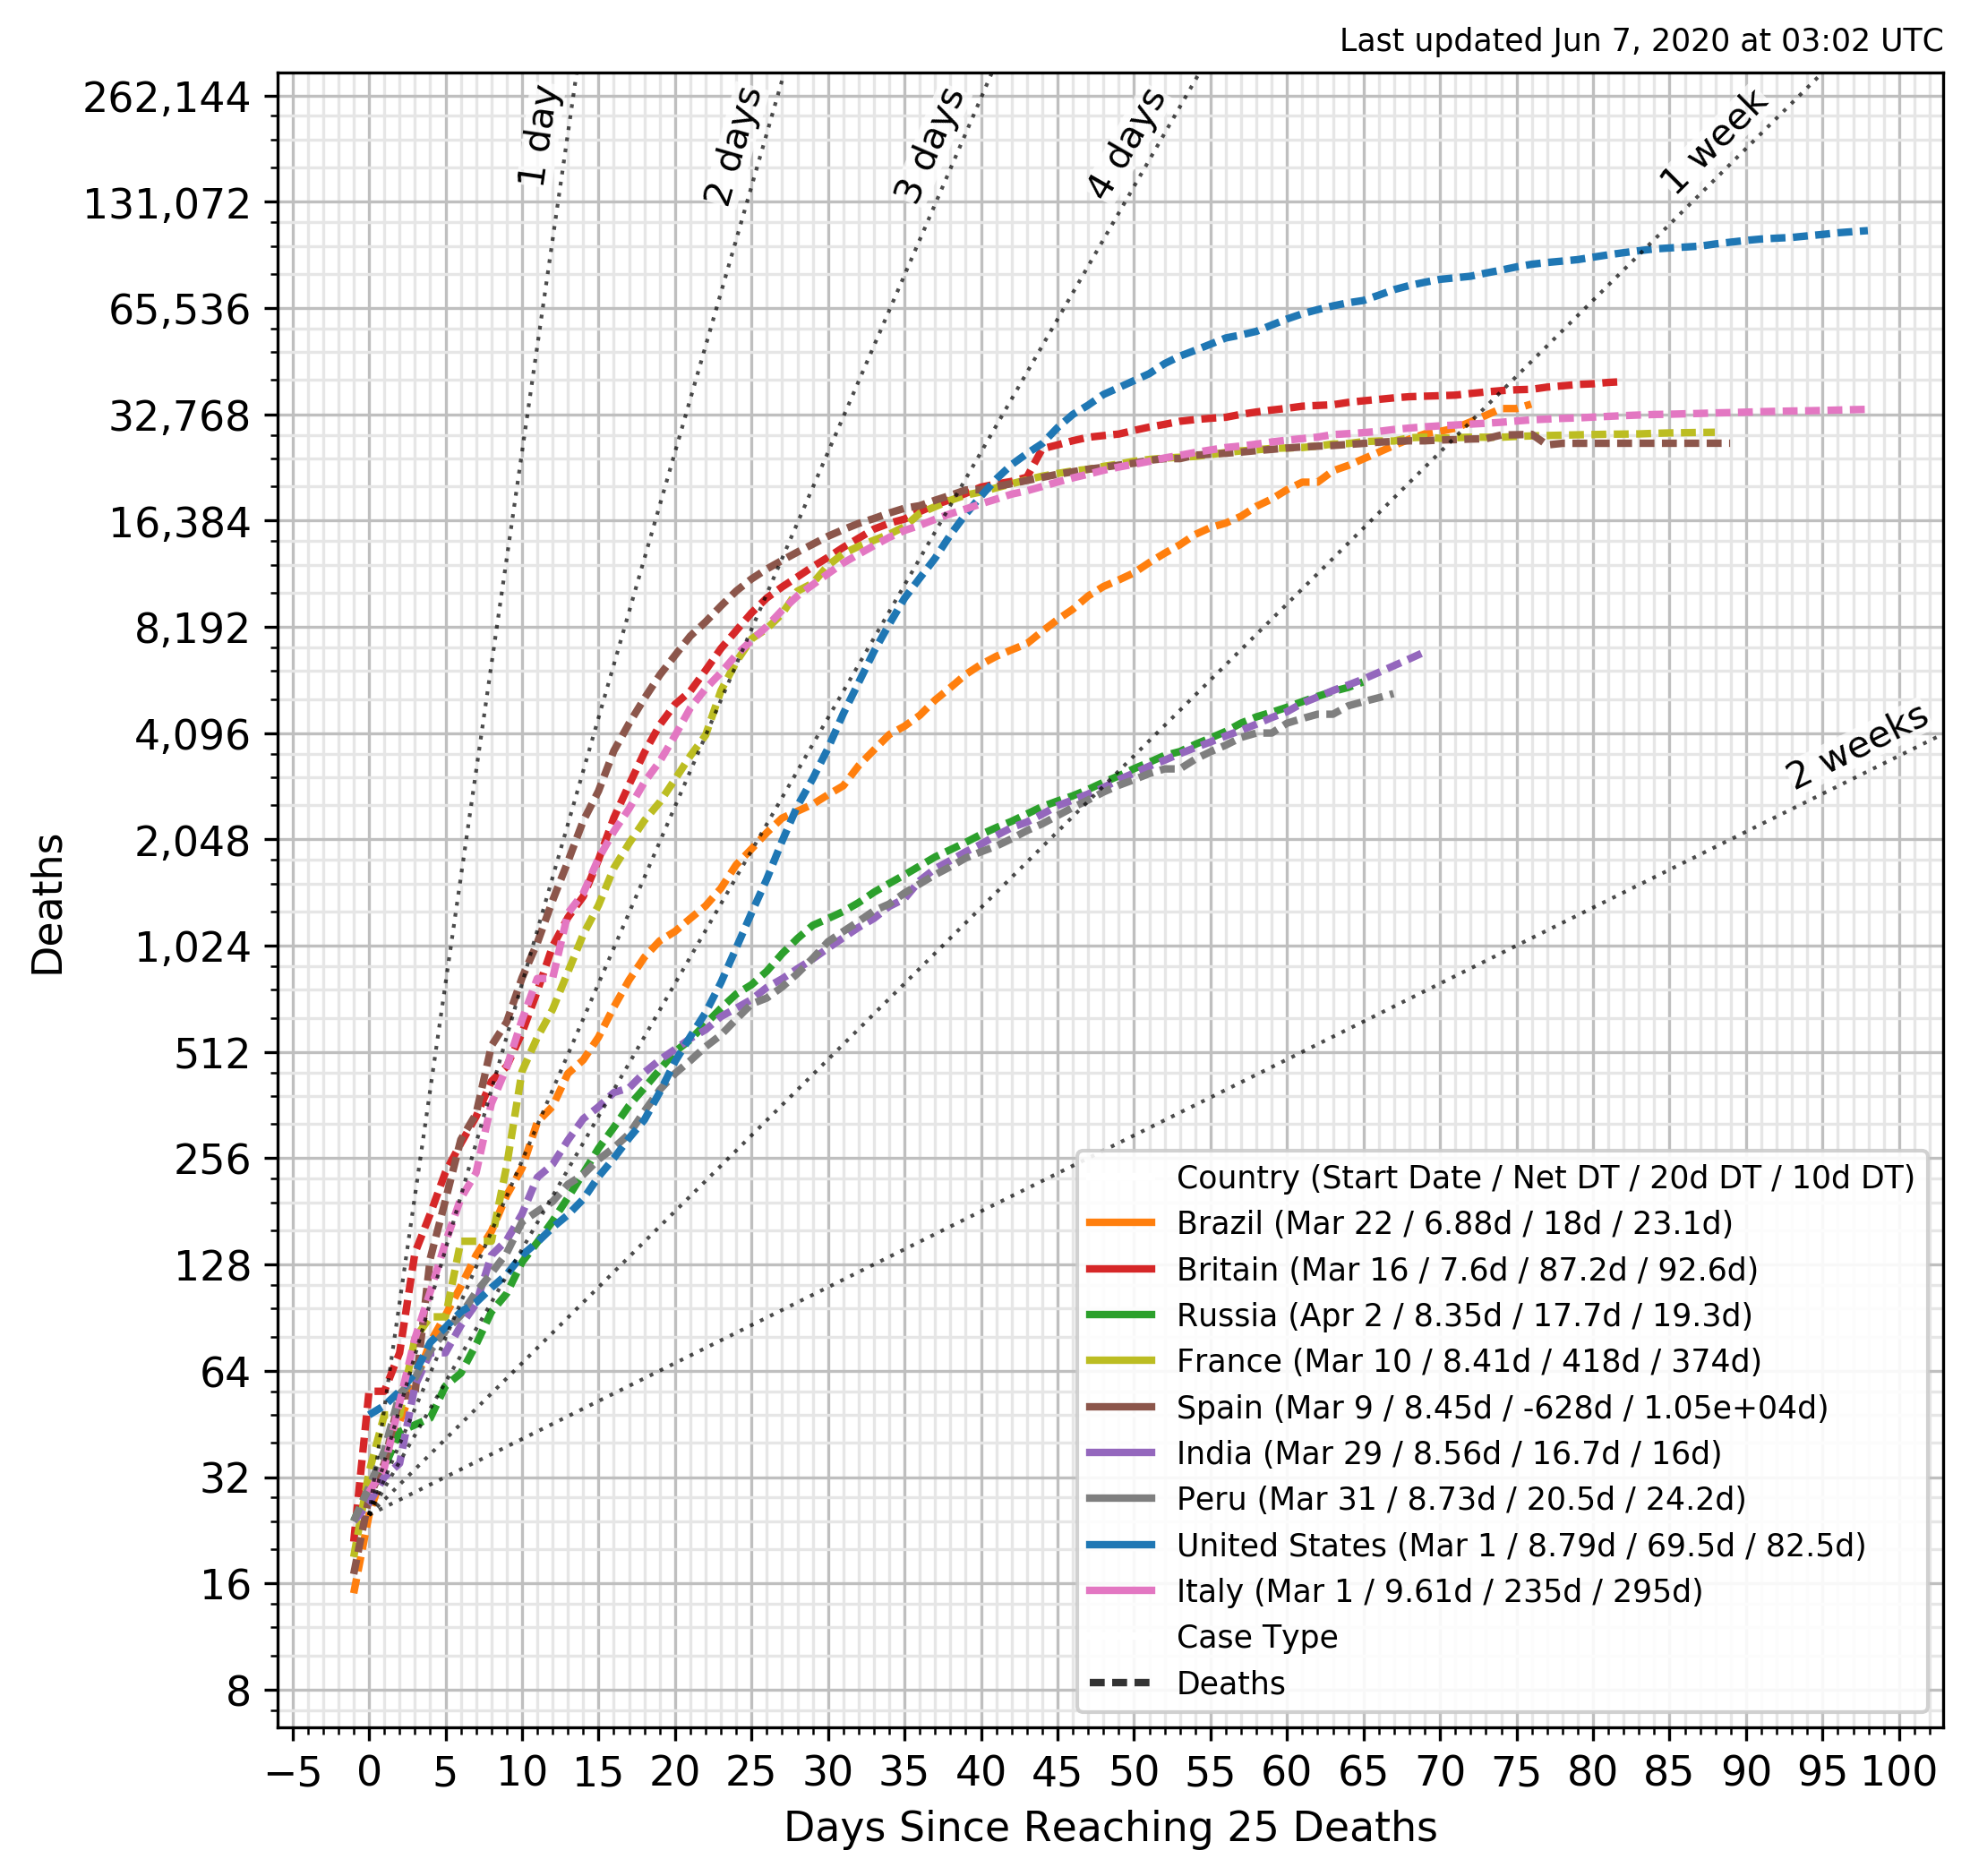 Last updated Jun 7, 2020 at 03:02 UTC
262,144
131,072
65,536
32,768
16,384
8,192
4,096
2,048
1,024
512
256
128
64
32
16
8
Deaths
1 day
2 days
3 days
4 days
1 week
2 weeks
Country (Start Date / Net DT / 20d DT / 10d DT)
Brazil (Mar 22 / 6.88d / 18d / 23.1d)
Britain (Mar 16 / 7.6d / 87.2d / 92.6d)
Russia (Apr 2 / 8.35d / 17.7d / 19.3d)
France (Mar 10 / 8.41d / 418d / 374d)
Spain (Mar 9 / 8.45d / -628d / 1.05e+04d)
India (Mar 29 / 8.56d / 16.7d / 16d)
Peru (Mar 31 / 8.73d / 20.5d / 24.2d)
United States (Mar 1 / 8.79d / 69.5d / 82.5d)
Italy (Mar 1 / 9.61d / 235d / 295d)
Case Type
Deaths
−5 0 5 10 15 20 25 30 35 40 45 50 55 60 65 70 75 80 85 90 95 100
Days Since Reaching 25 Deaths